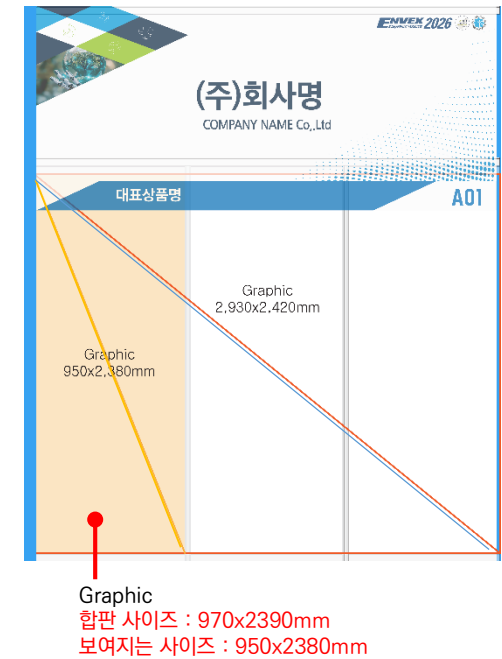 ENVEX 2026
(주)회사명
COMPANY NAME Co,.Ltd
대표상품명
A01
Graphic
2,930x2,420mm
Graphic
950x2,380mm
Graphic
합판 사이즈 : 970x2390mm
보여지는 사이즈 : 950x2380mm